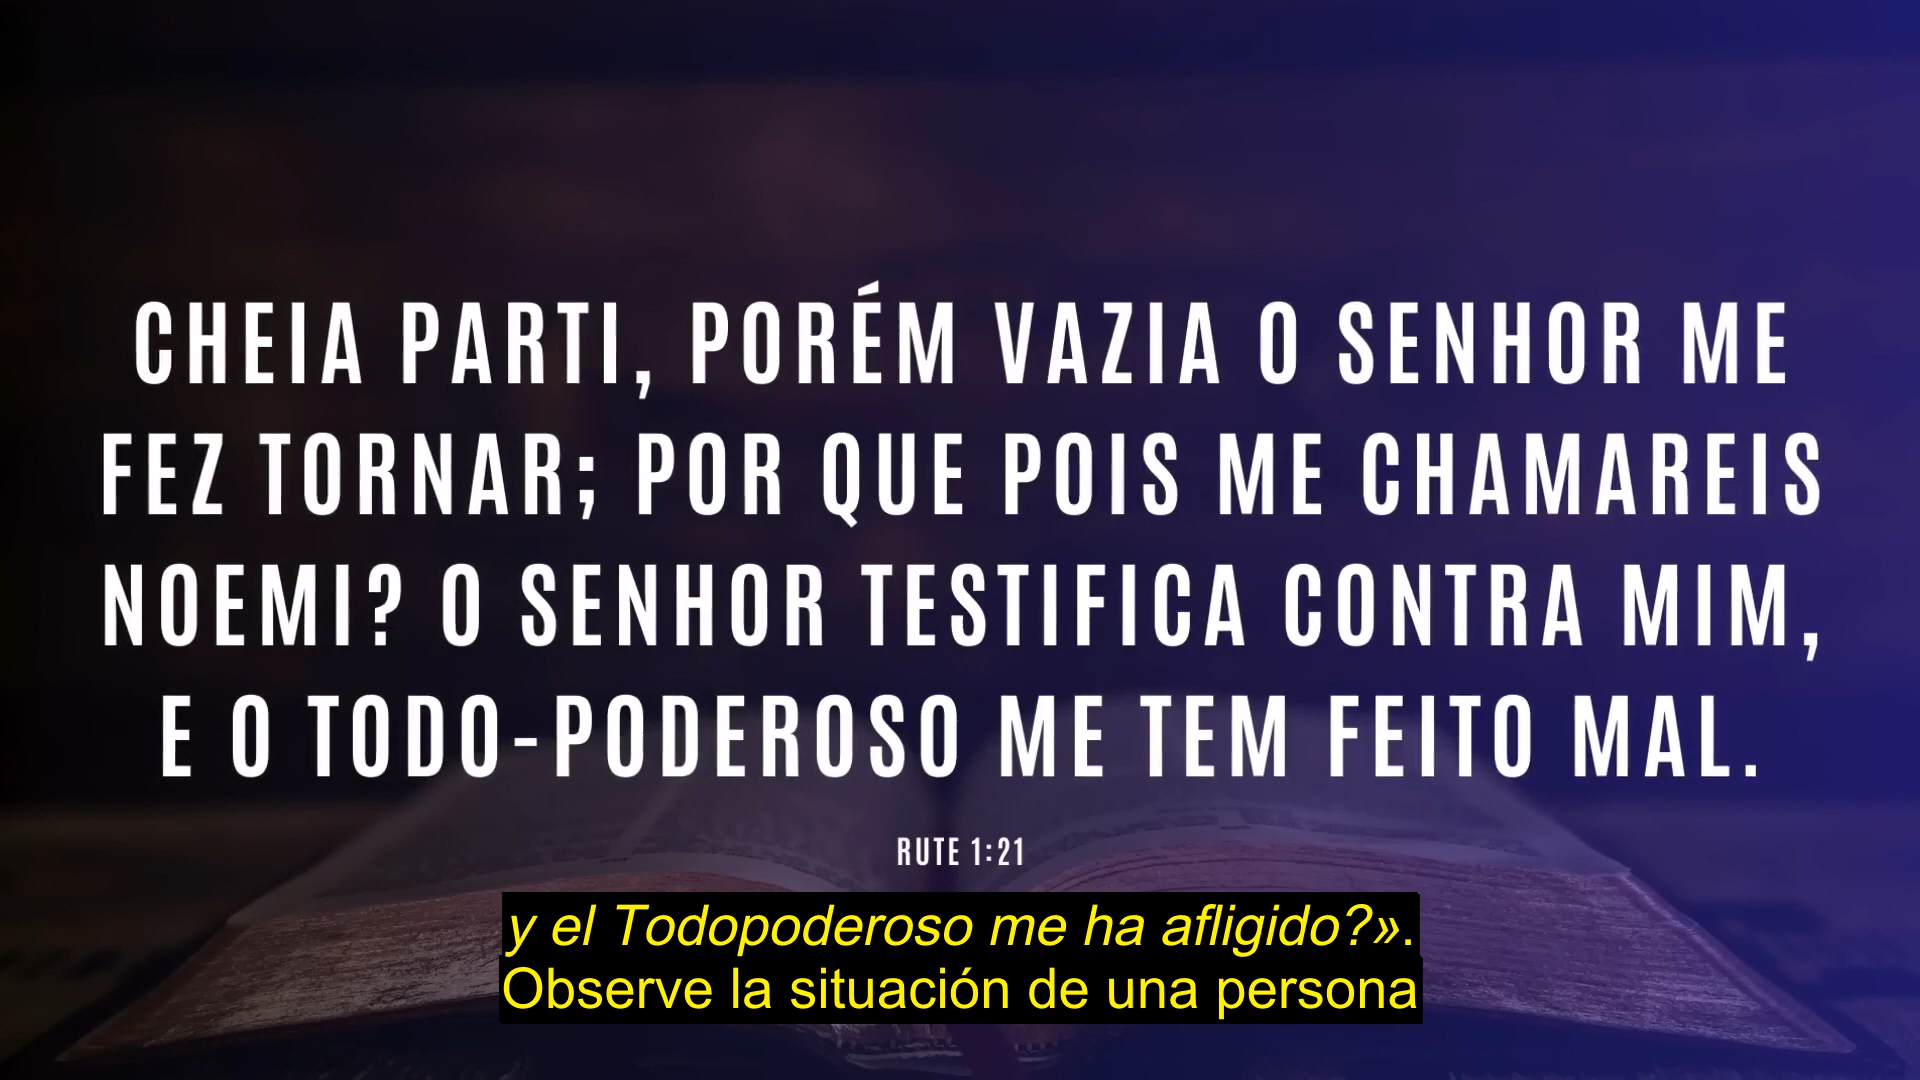 CHEIA PARTI, PORÉM VAZIA O SENHOR ME
FEZ TORNAR; POR QUE POIS ME CHAMAREIS
NOEMI? O SENHOR TESTIFICA CONTRA MIM,
E O TODO-PODEROSO ME TEM FEITO MAL.
RUTE 1:21
y el Todopoderoso me ha afligido?».
Observe la situación de una persona